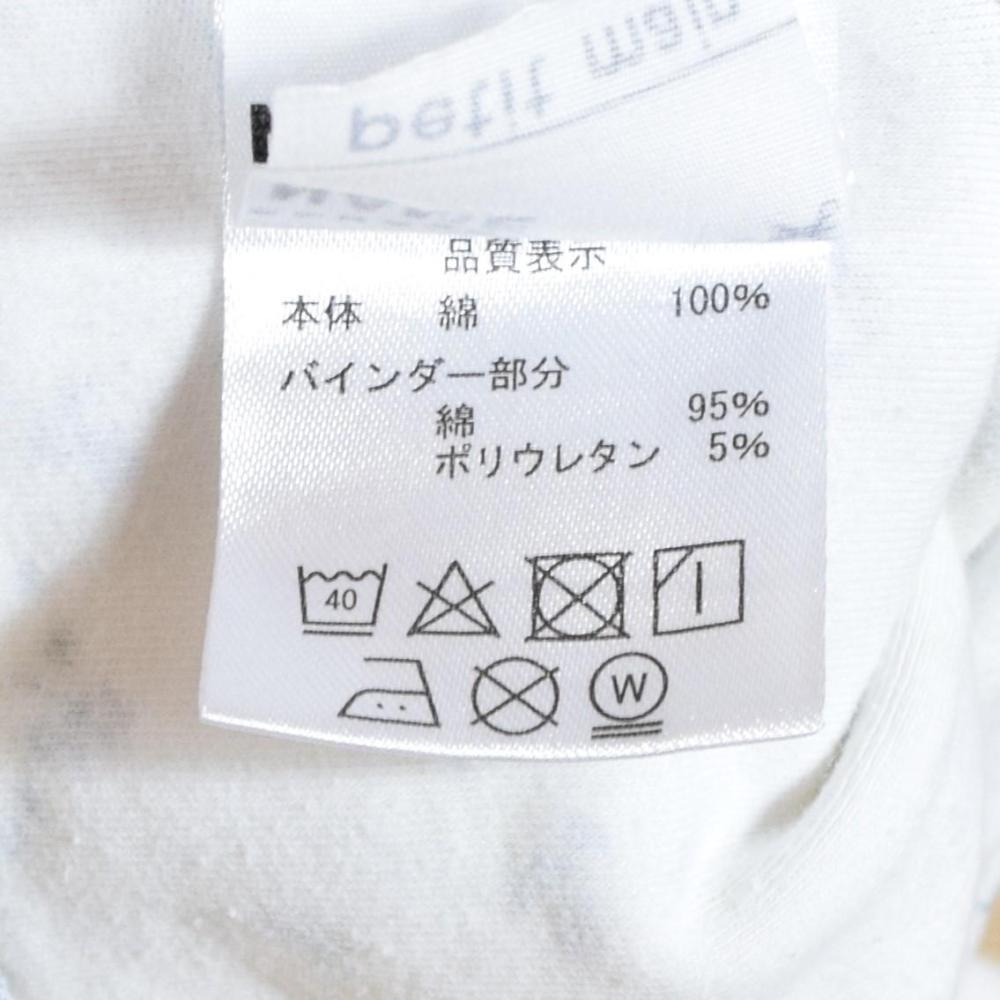 petit main
品質表示
本体 綿 100%
バインダー部分
綿 95%
ポリウレタン 5%
40
W